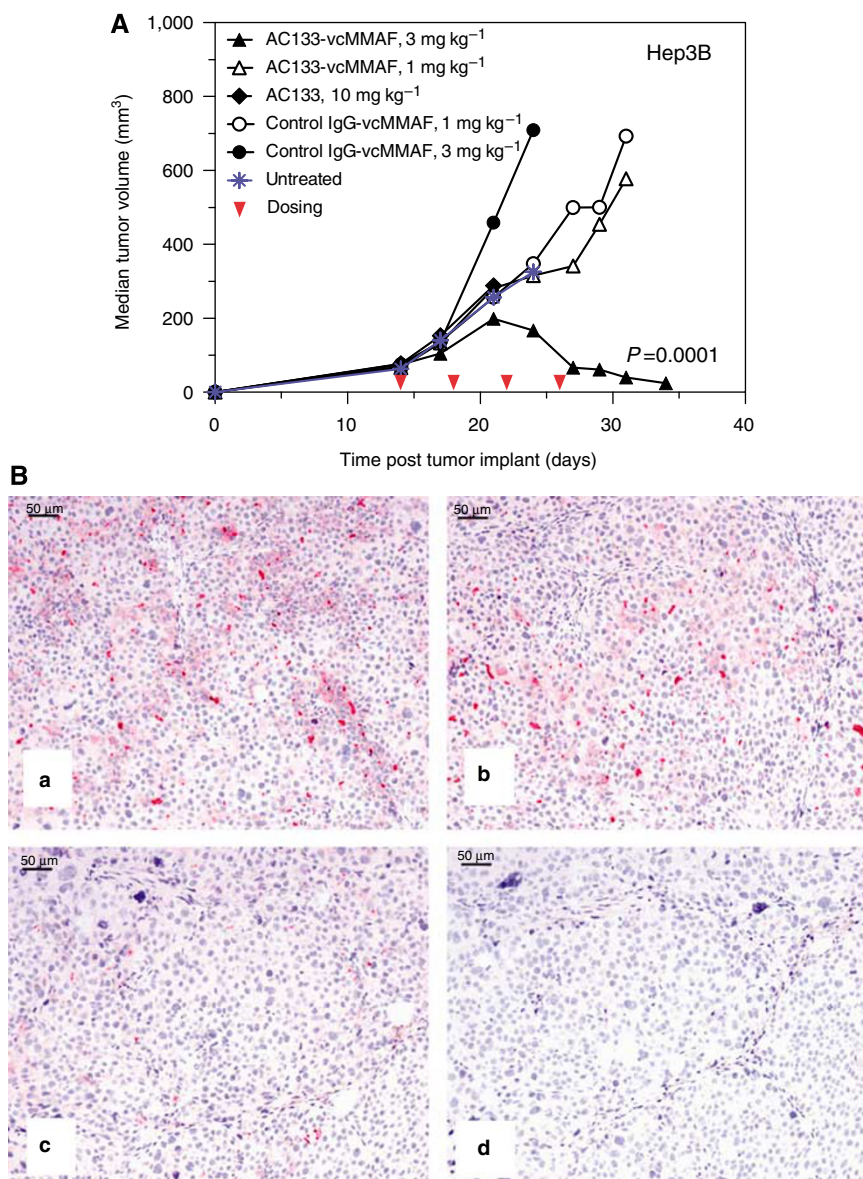 A
1,000
800
600
400
200
0
Median tumor volume (mm³)
AC133-vcMMAF, 3 mg kg⁻¹
AC133-vcMMAF, 1 mg kg⁻¹
AC133, 10 mg kg⁻¹
Control IgG-vcMMAF, 1 mg kg⁻¹
Control IgG-vcMMAF, 3 mg kg⁻¹
Untreated
Dosing
Hep3B
P=0.0001
0 10 20 30 40
Time post tumor implant (days)
B
50 μm
a
50 μm
b
50 μm
c
50 μm
d